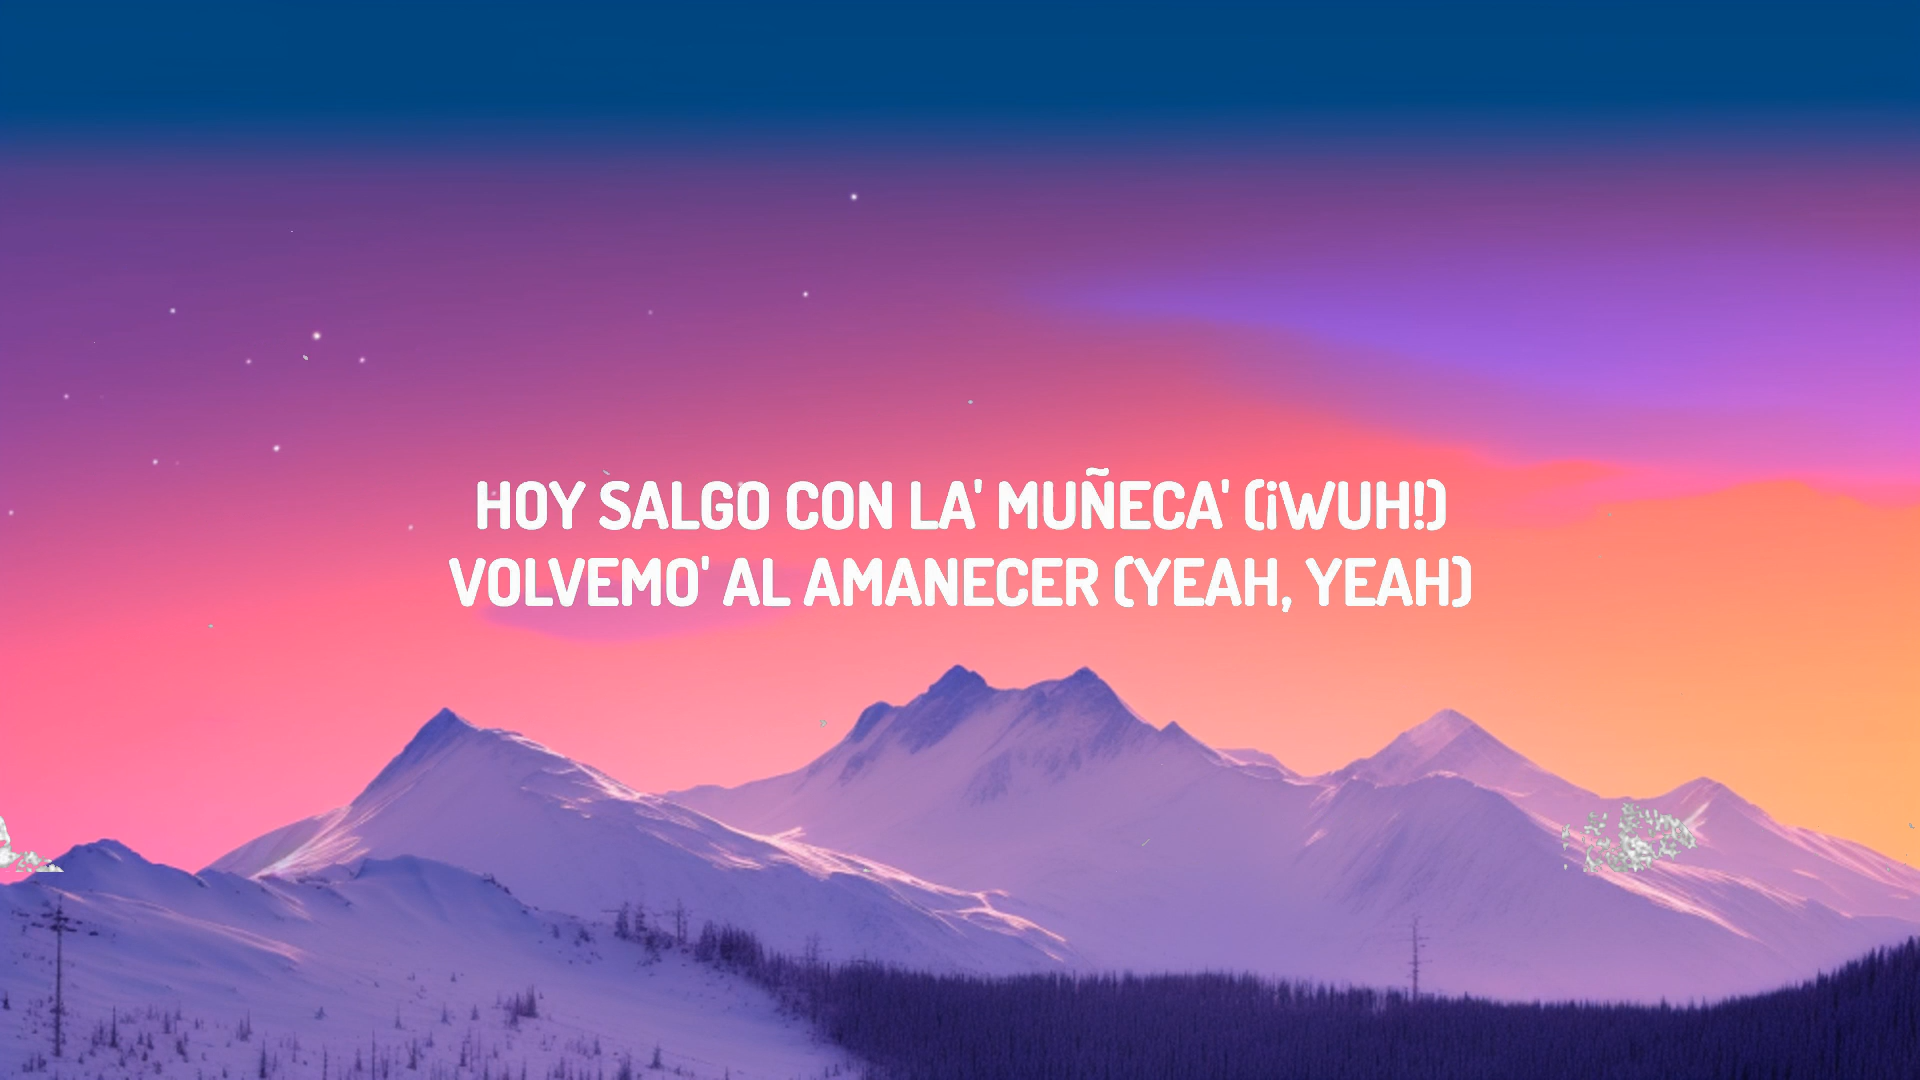 HOY SALGO CON LA' MUÑECA' (¡WUH!)
VOLVEMO' AL AMANECER (YEAH, YEAH)